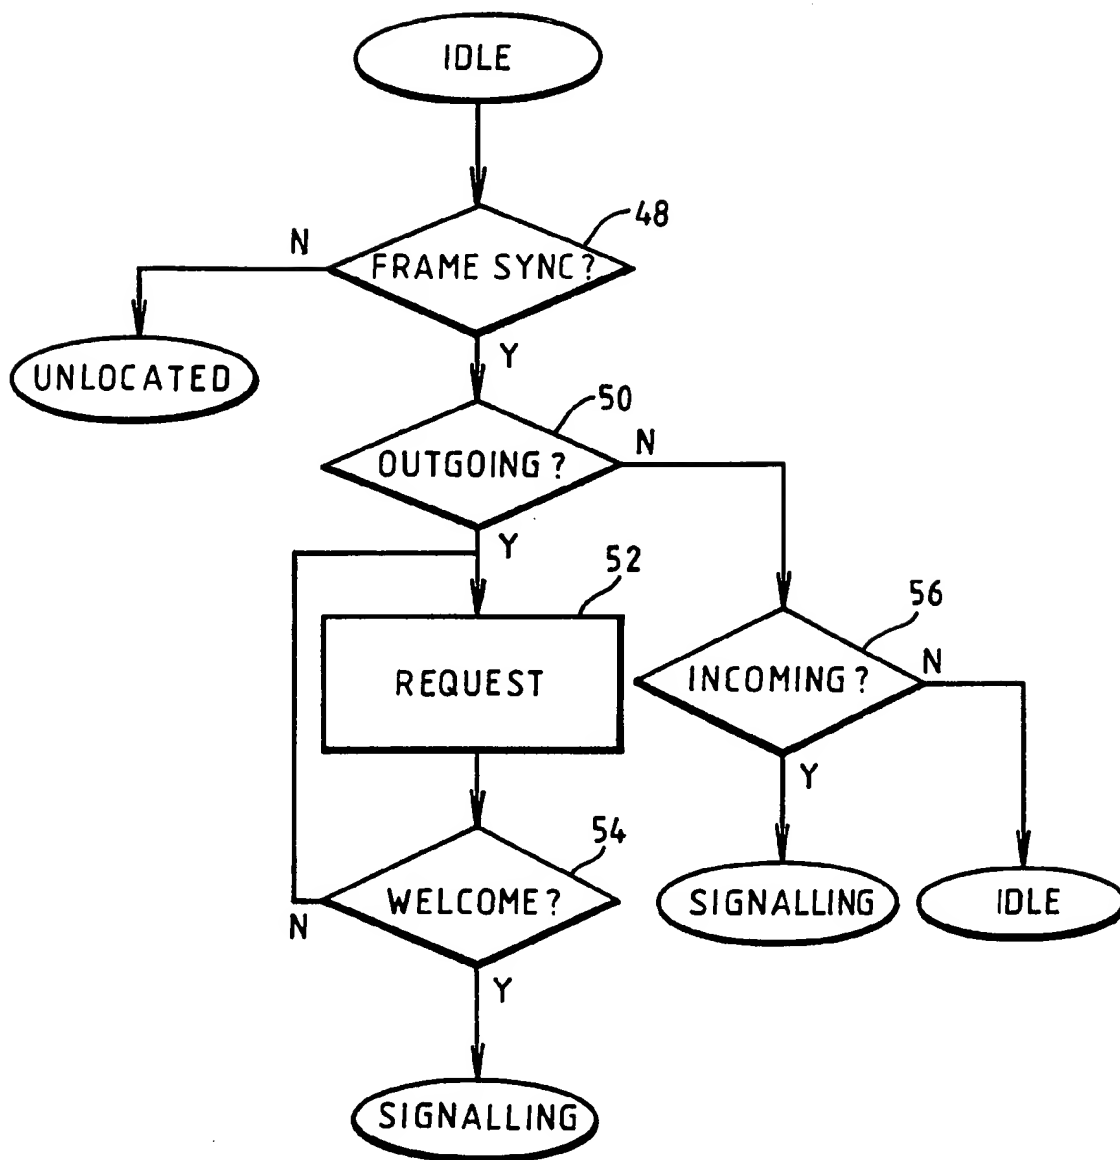 IDLE
48
N
FRAME SYNC?
Y
UNLOCATED
50
N
OUTGOING?
Y
52
56
REQUEST
INCOMING?
N
Y
54
WELCOME?
N
SIGNALLING
IDLE
Y
SIGNALLING